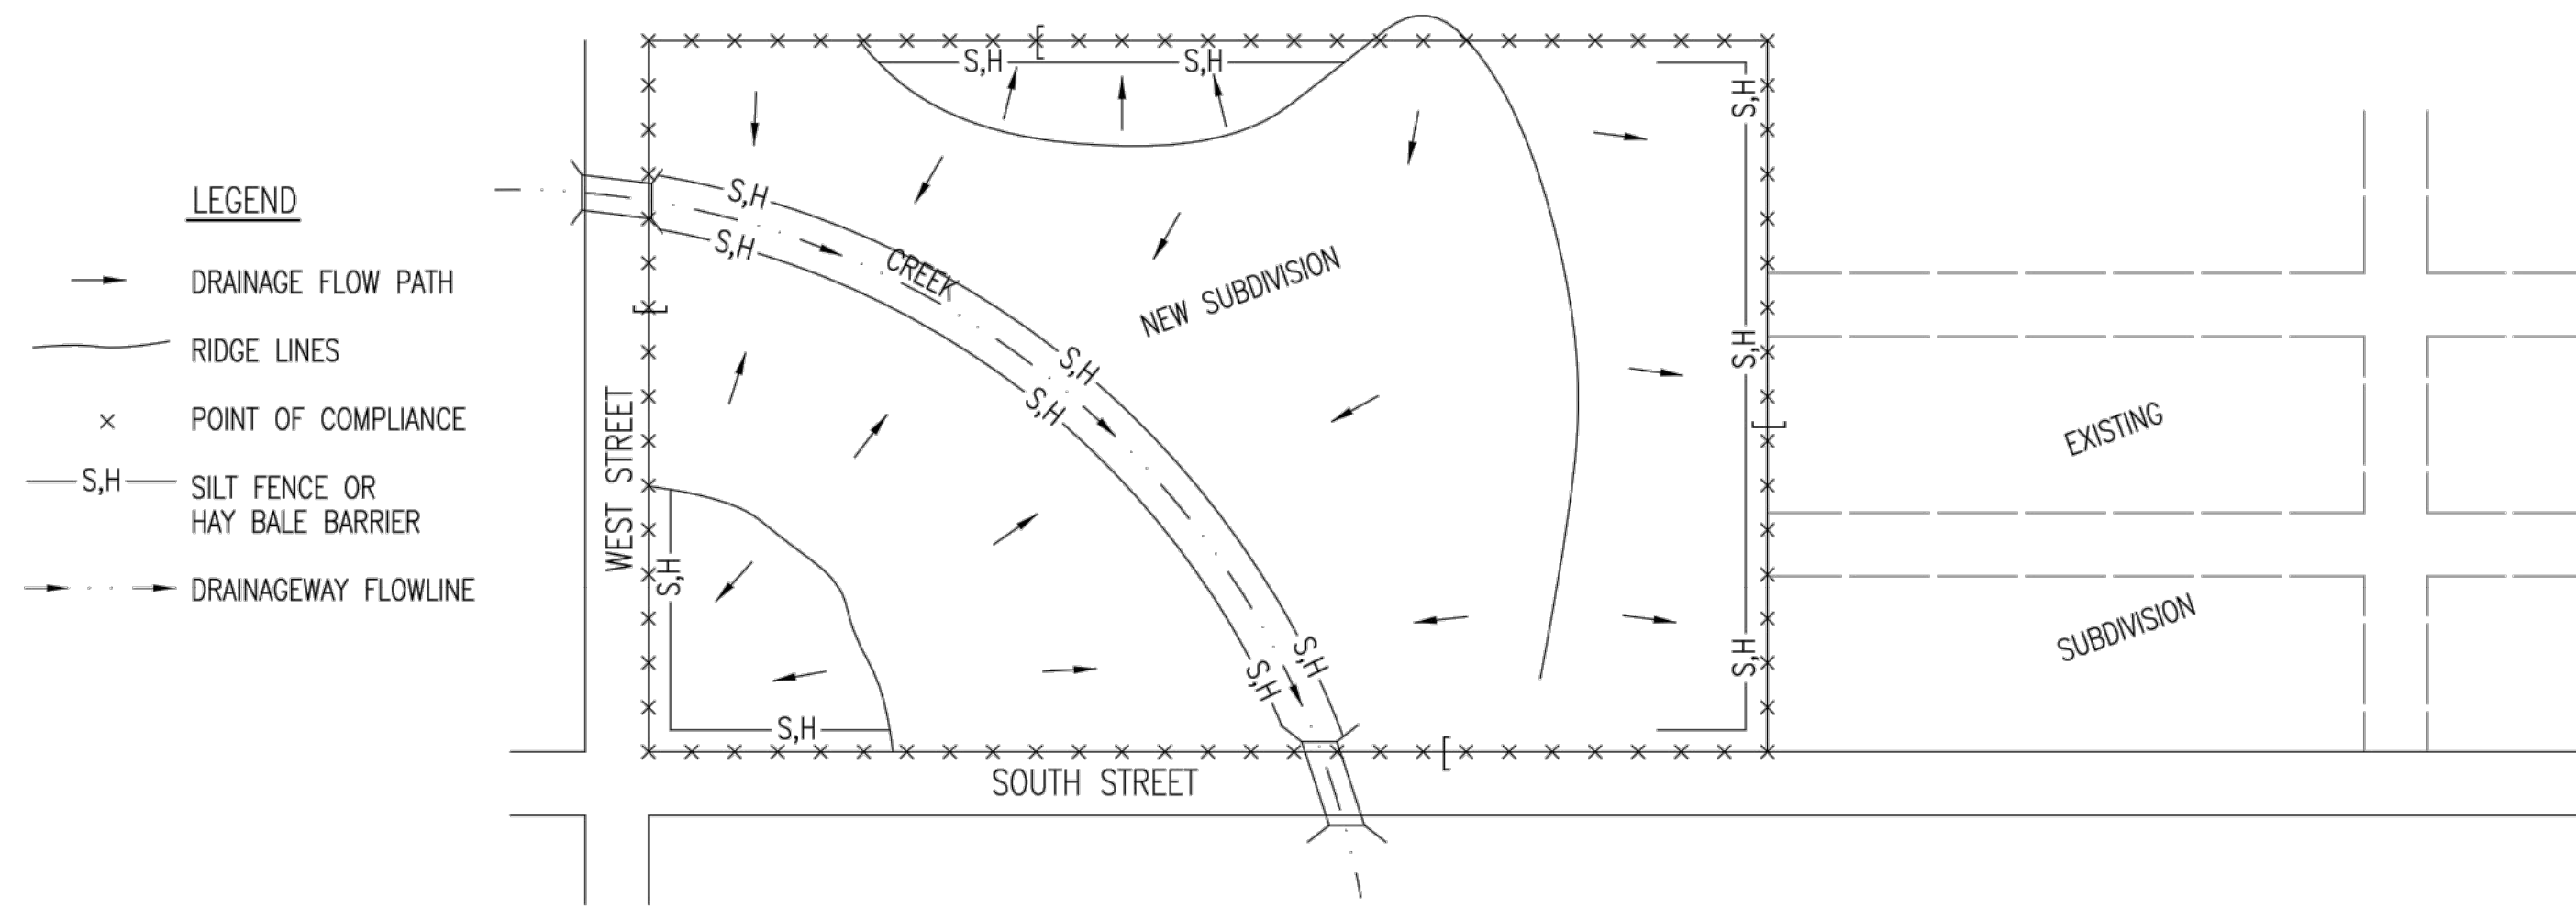 LEGEND
DRAINAGE FLOW PATH
RIDGE LINES
× POINT OF COMPLIANCE
S,H SILT FENCE OR
HAY BALE BARRIER
DRAINAGEWAY FLOWLINE
S,H
S,H
S,H
S,H
S,H
CREEK
NEW SUBDIVISION
S,H
S,H
S,H
WEST STREET
S,H
EXISTING
S,H
S,H
S,H
SUBDIVISION
S,H
S,H
SOUTH STREET